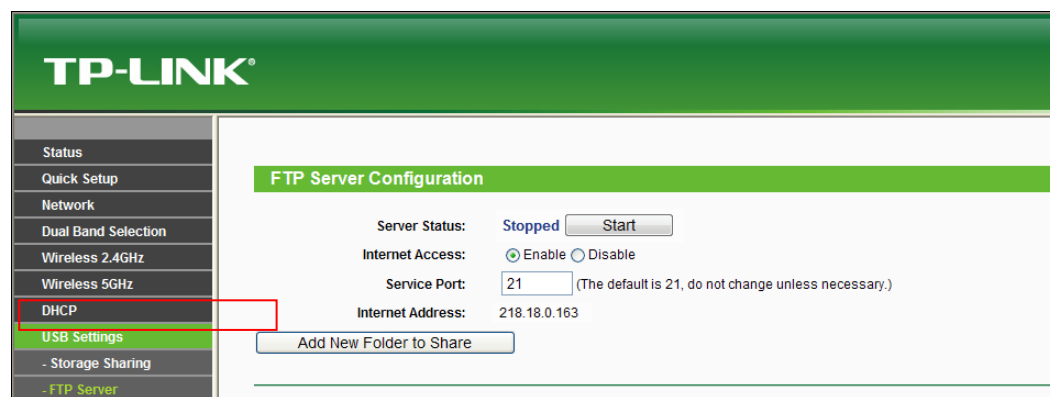 TP-LINK®
Status
Quick Setup
Network
Dual Band Selection
Wireless 2.4GHz
Wireless 5GHz
DHCP
USB Settings
- Storage Sharing
- FTP Server
FTP Server Configuration
Server Status: Stopped Start
Internet Access: Enable Disable
Service Port: 21 (The default is 21, do not change unless necessary.)
Internet Address: 218.18.0.163
Add New Folder to Share